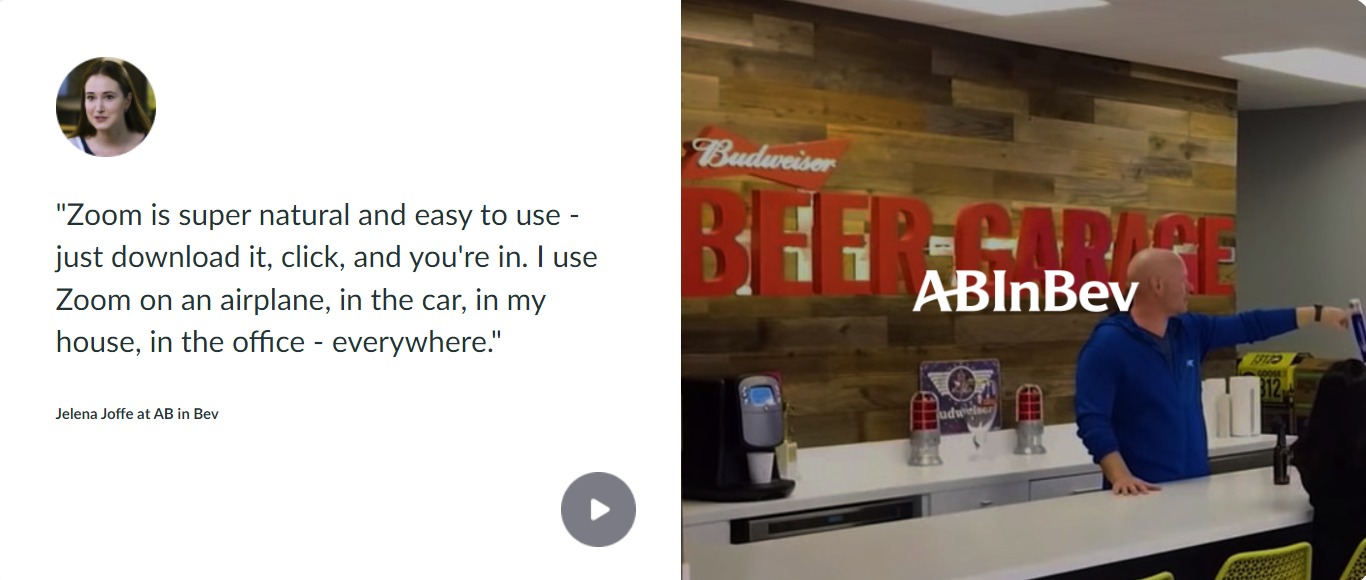 "Zoom is super natural and easy to use -
just download it, click, and you're in. I use
Zoom on an airplane, in the car, in my
house, in the office - everywhere."
Jelena Joffe at AB in Bev
Budweiser
BEER GARAGE
ABInBev
udweiser
312